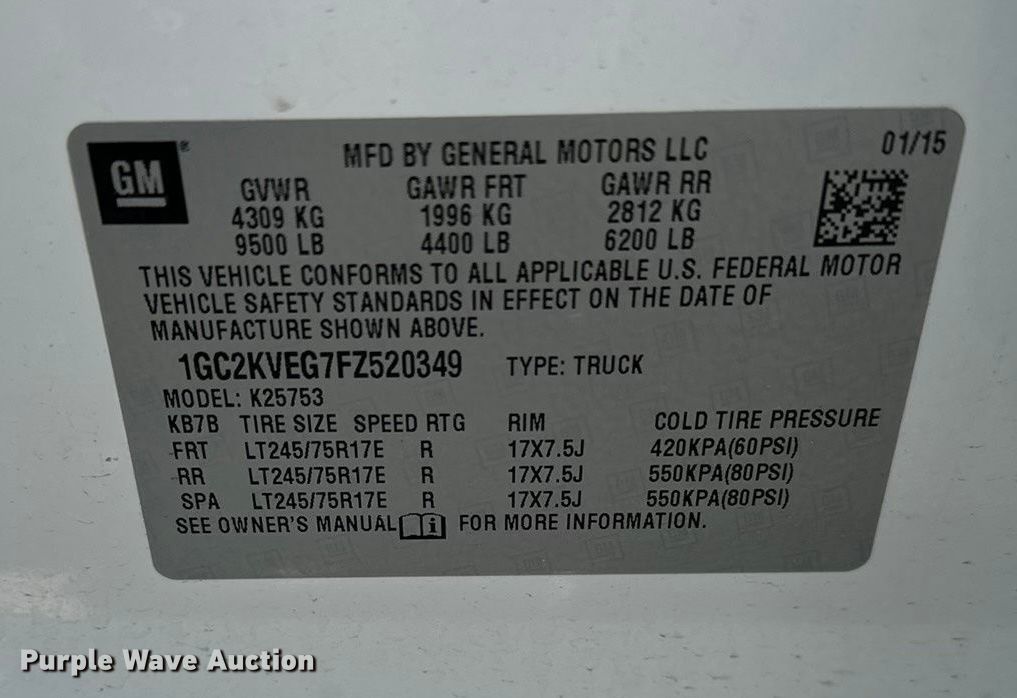 GM®
MFD BY GENERAL MOTORS LLC 01/15
GVWR GAWR FRT GAWR RR
4309 KG 1996 KG 2812 KG
9500 LB 4400 LB 6200 LB
THIS VEHICLE CONFORMS TO ALL APPLICABLE U.S. FEDERAL MOTOR
VEHICLE SAFETY STANDARDS IN EFFECT ON THE DATE OF
MANUFACTURE SHOWN ABOVE.
1GC2KVEG7FZ520349 TYPE: TRUCK
MODEL: K25753
KB7B TIRE SIZE SPEED RTG RIM COLD TIRE PRESSURE
FRT LT245/75R17E R 17X7.5J 420KPA(60PSI)
RR LT245/75R17E R 17X7.5J 550KPA(80PSI)
SPA LT245/75R17E R 17X7.5J 550KPA(80PSI)
SEE OWNER'S MANUAL i FOR MORE INFORMATION.
Purple Wave Auction